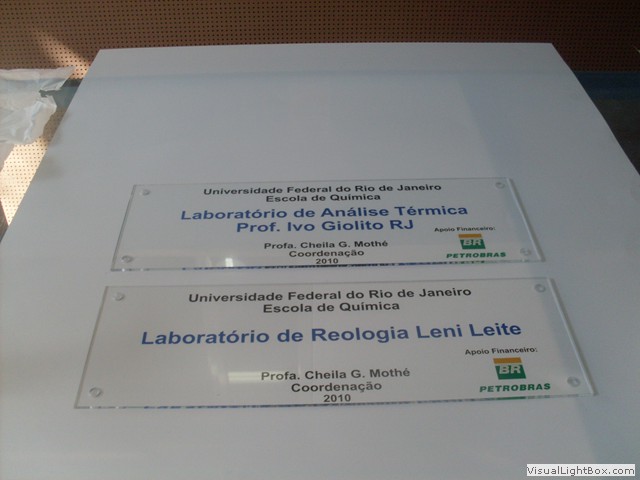 Universidade Federal do Rio de Janeiro
Escola de Química
Laboratório de Análise Térmica
Prof. Ivo Giolito RJ
Apoio Financeiro:
BR
PETROBRAS
Profa. Cheila G. Mothé
Coordenação
2010
Universidade Federal do Rio de Janeiro
Escola de Química
Laboratório de Reologia Leni Leite
Apoio Financeiro:
BR
PETROBRAS
Profa. Cheila G. Mothé
Coordenação
2010
VisualLightBox.com